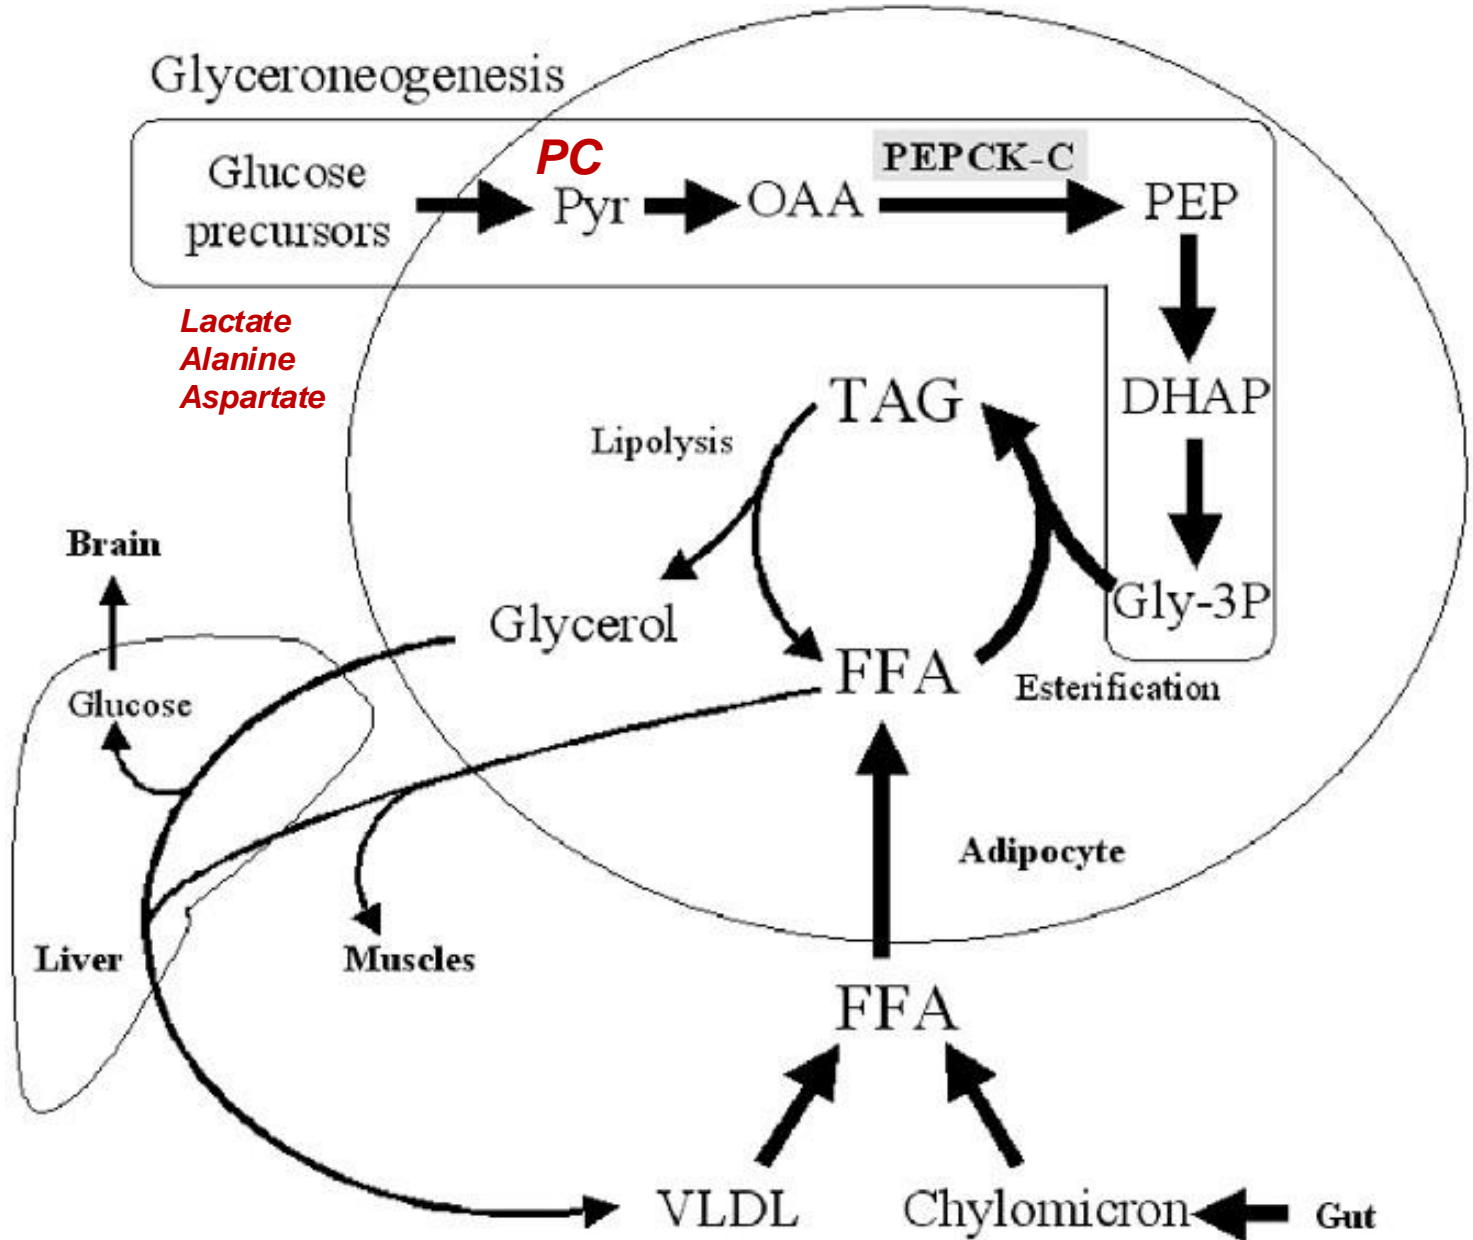 Glyceroneogenesis
Glucose
precursors
PC
Pyr
OAA
PEPCK-C
PEP
Lactate
Alanine
Aspartate
DHAP
TAG
Lipolysis
Gly-3P
Glycerol
FFA
Esterification
Brain
Glucose
Adipocyte
Liver
Muscles
FFA
VLDL
Chylomicron
Gut